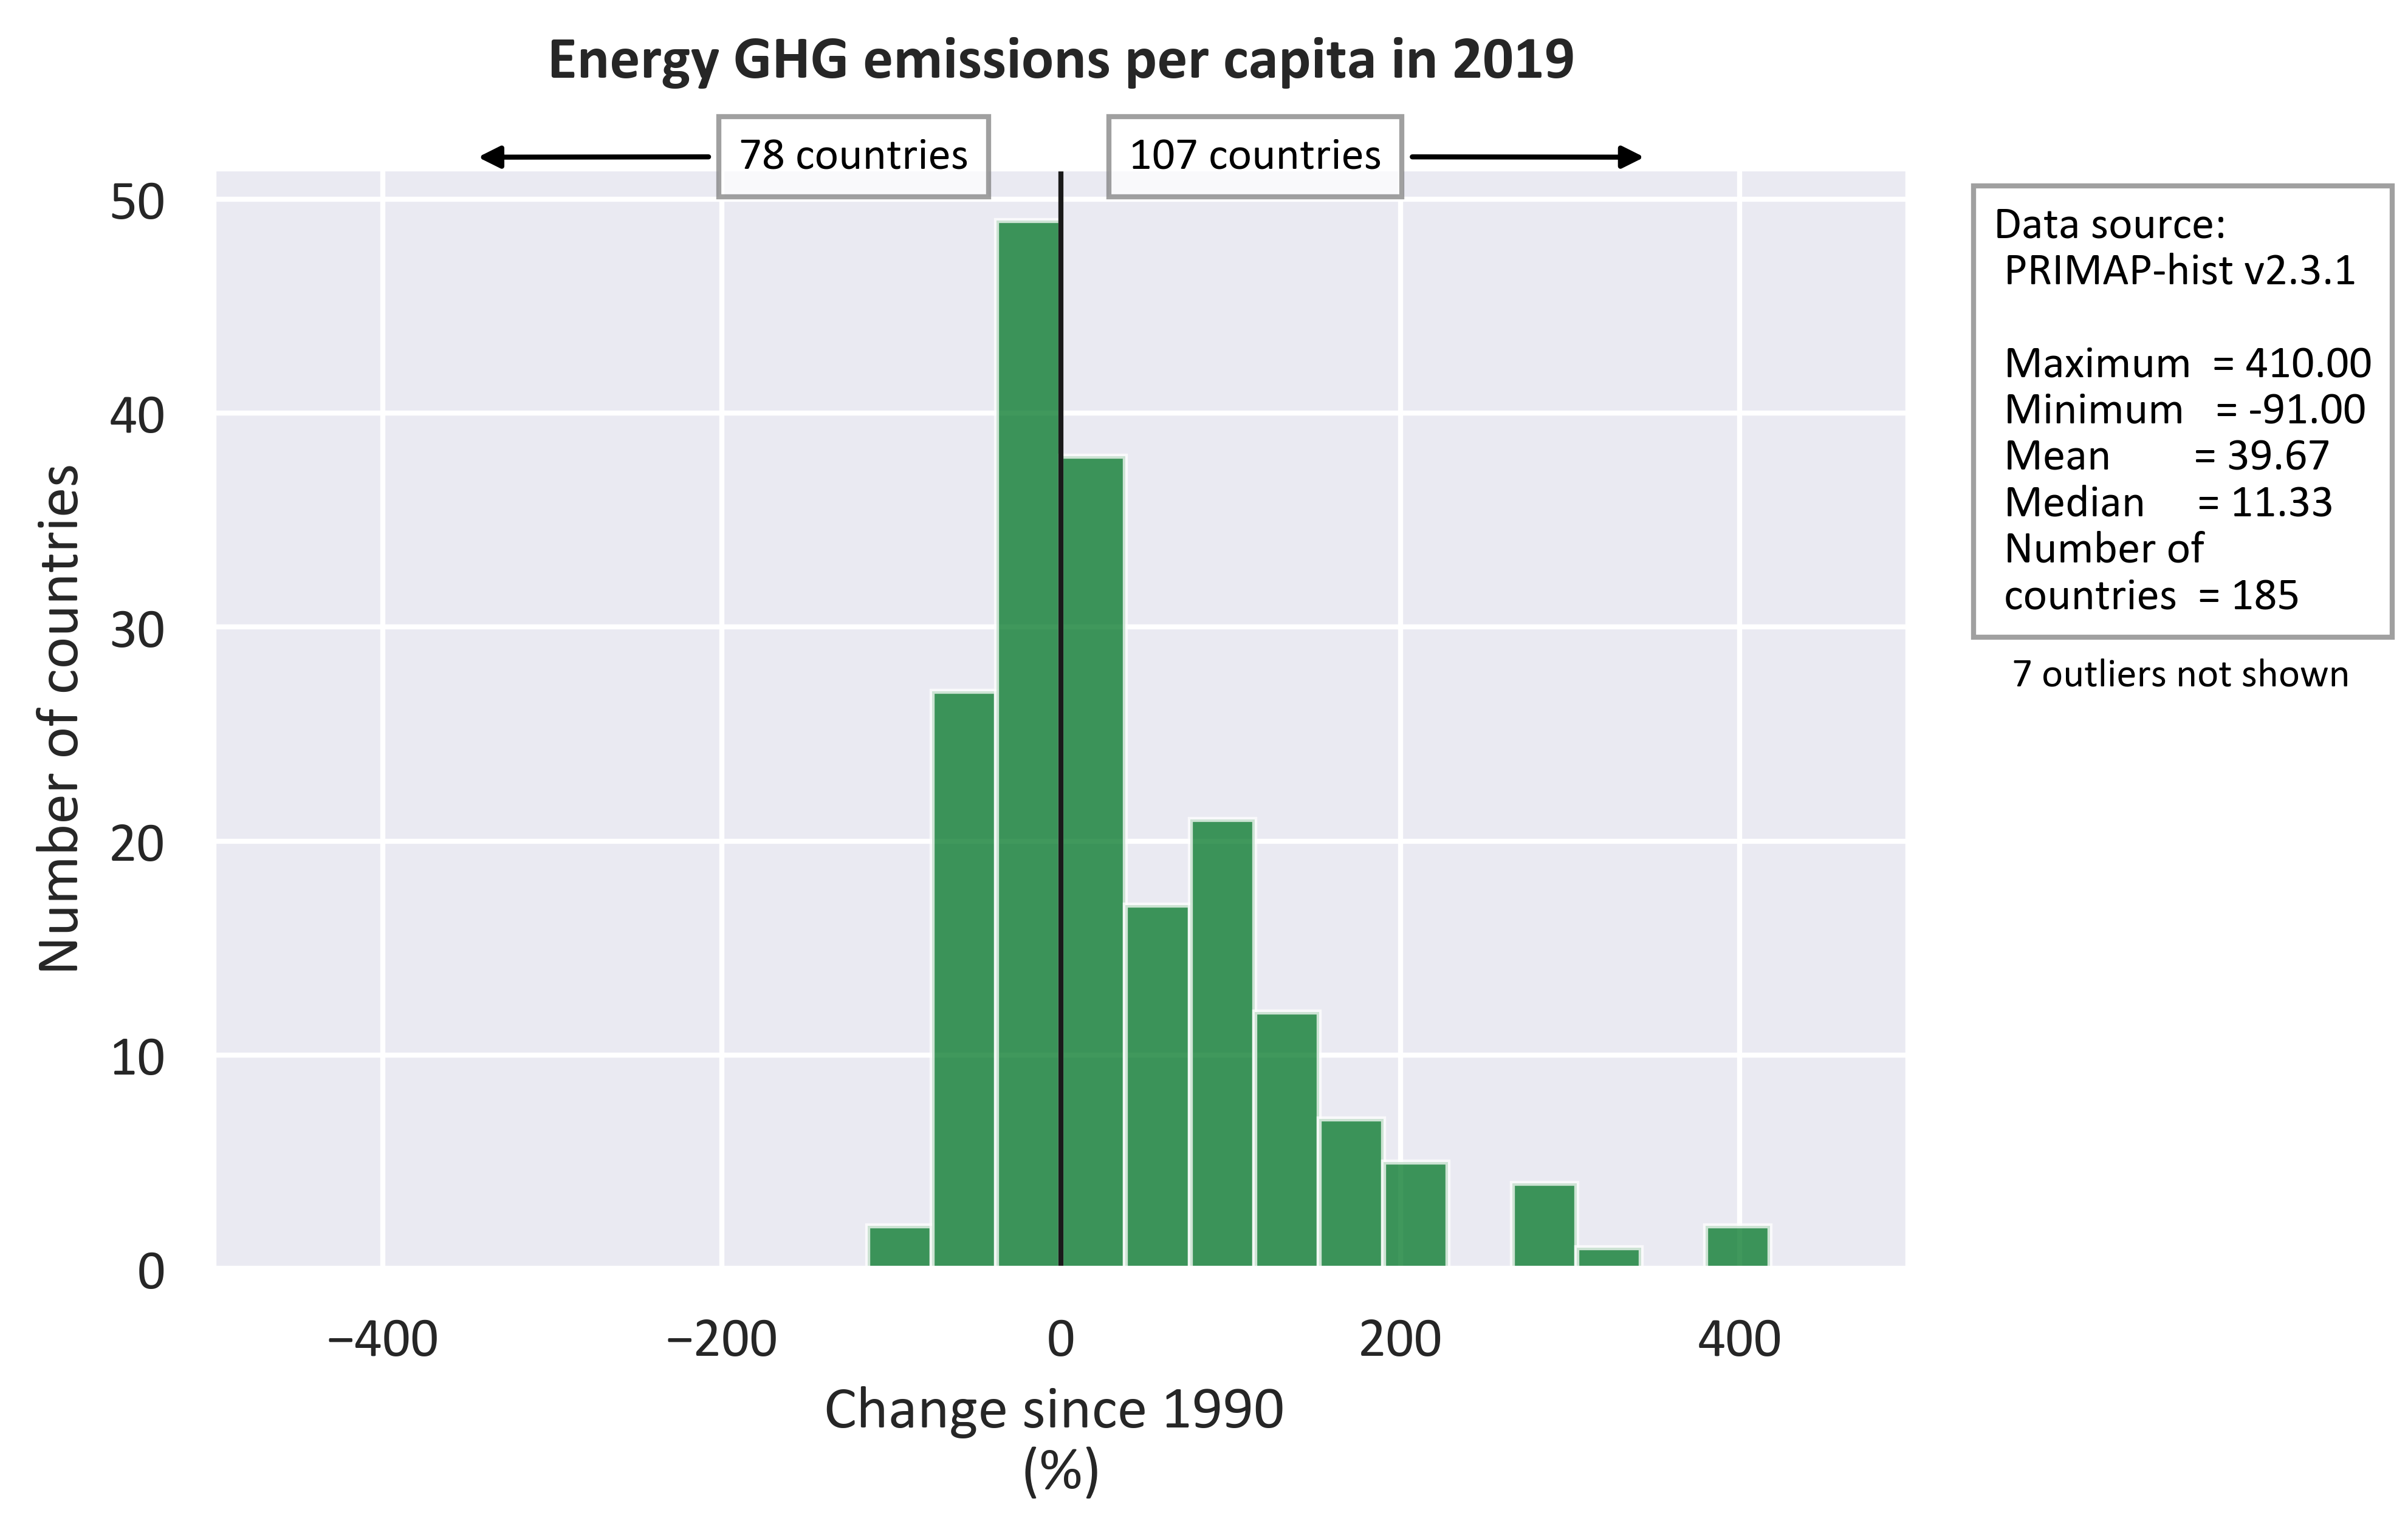 Energy GHG emissions per capita in 2019
78 countries
107 countries
50
40
30
20
10
0
Number of countries
−400
−200
0
200
400
Change since 1990
(%)
Data source:
PRIMAP-hist v2.3.1
Maximum = 410.00
Minimum = -91.00
Mean = 39.67
Median = 11.33
Number of
countries = 185
7 outliers not shown